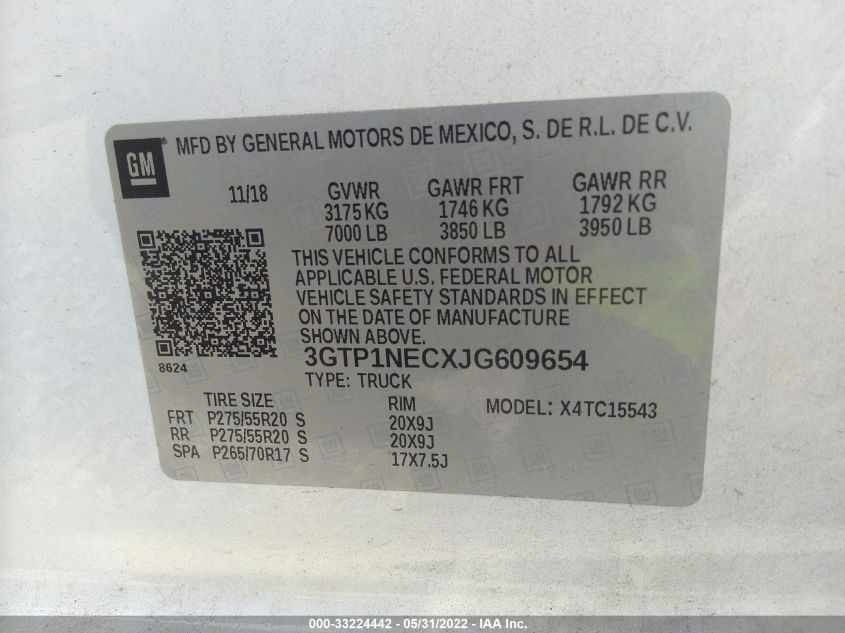 GM ® MFD BY GENERAL MOTORS DE MEXICO, S. DE R.L. DE C.V.
11/18 GVWR GAWR FRT GAWR RR
3175 KG 1746 KG 1792 KG
7000 LB 3850 LB 3950 LB
THIS VEHICLE CONFORMS TO ALL
APPLICABLE U.S. FEDERAL MOTOR
VEHICLE SAFETY STANDARDS IN EFFECT
ON THE DATE OF MANUFACTURE
SHOWN ABOVE.
8624
3GTP1NECXJG609654
TYPE: TRUCK
TIRE SIZE RIM MODEL: X4TC15543
FRT P275/55R20 S 20X9J
RR P275/55R20 S 20X9J
SPA P265/70R17 S 17X7.5J
000-33224442 - 05/31/2022 - IAA, Inc.